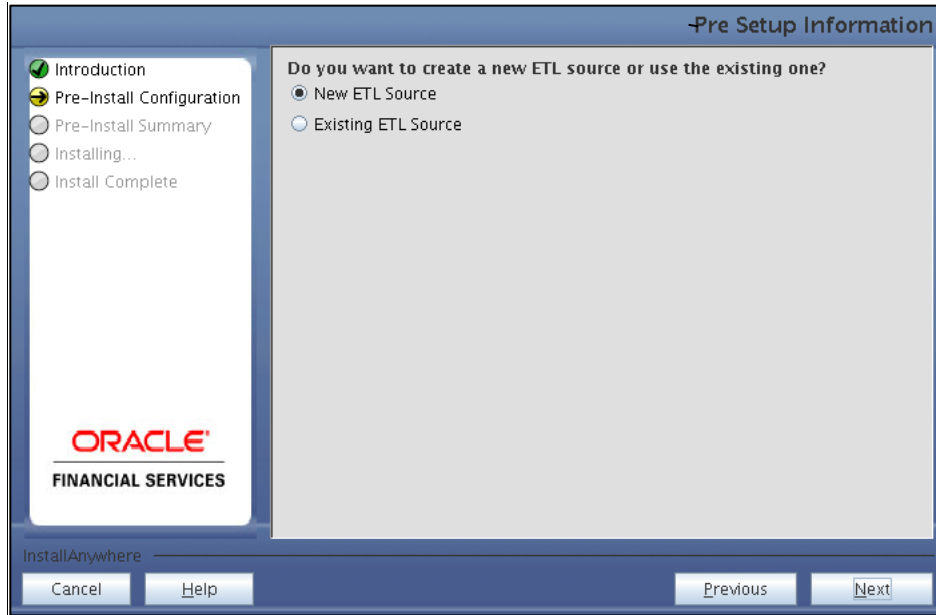 Pre Setup Information
Introduction
Pre-Install Configuration
Pre-Install Summary
Installing...
Install Complete
Do you want to create a new ETL source or use the existing one?
New ETL Source
Existing ETL Source
ORACLE'
FINANCIAL SERVICES
InstallAnywhere
Cancel
Help
Previous
Next